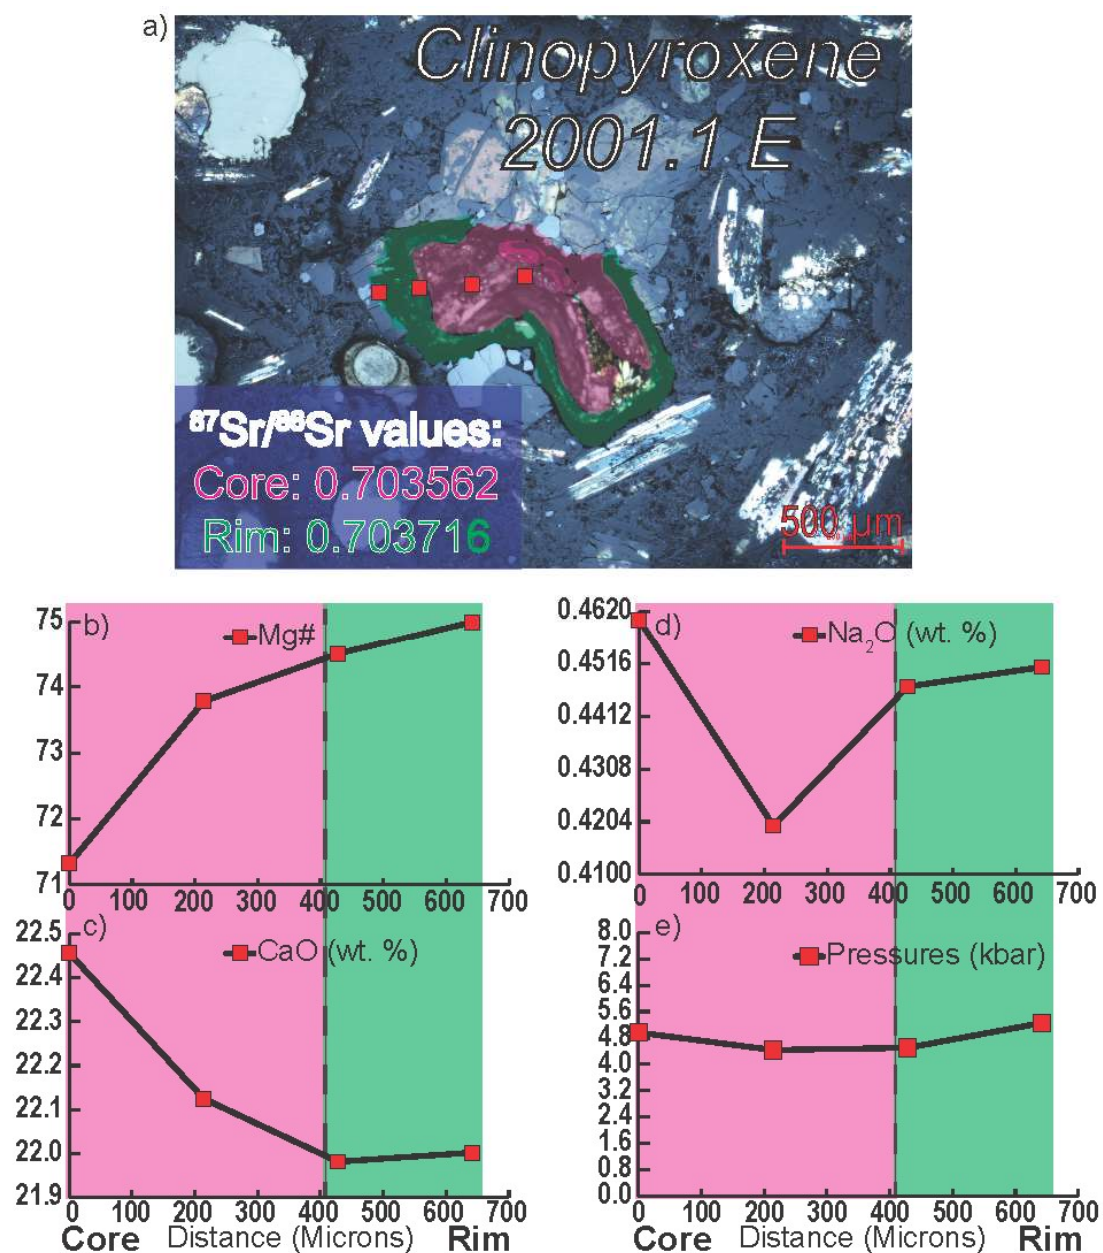 a)
Clinopyroxene
2001.1 E
⁸⁷Sr/⁸⁶Sr values:
Core: 0.703562
Rim: 0.703716
500 µm
b)
Mg#
75
74
73
72
71
0 100 200 300 400 500 600 700
c)
CaO (wt. %)
22.5
22.4
22.3
22.2
22.1
22.0
21.9
0 100 200 300 400 500 600 700
Core Distance (Microns) Rim
d)
Na₂O (wt. %)
0.4620
0.4516
0.4412
0.4308
0.4204
0.4100
0 100 200 300 400 500 600 700
e)
Pressures (kbar)
8.0
7.2
6.4
5.6
4.8
4.0
3.2
2.4
1.6
0.8
0.0
0 100 200 300 400 500 600 700
Core Distance (Microns) Rim